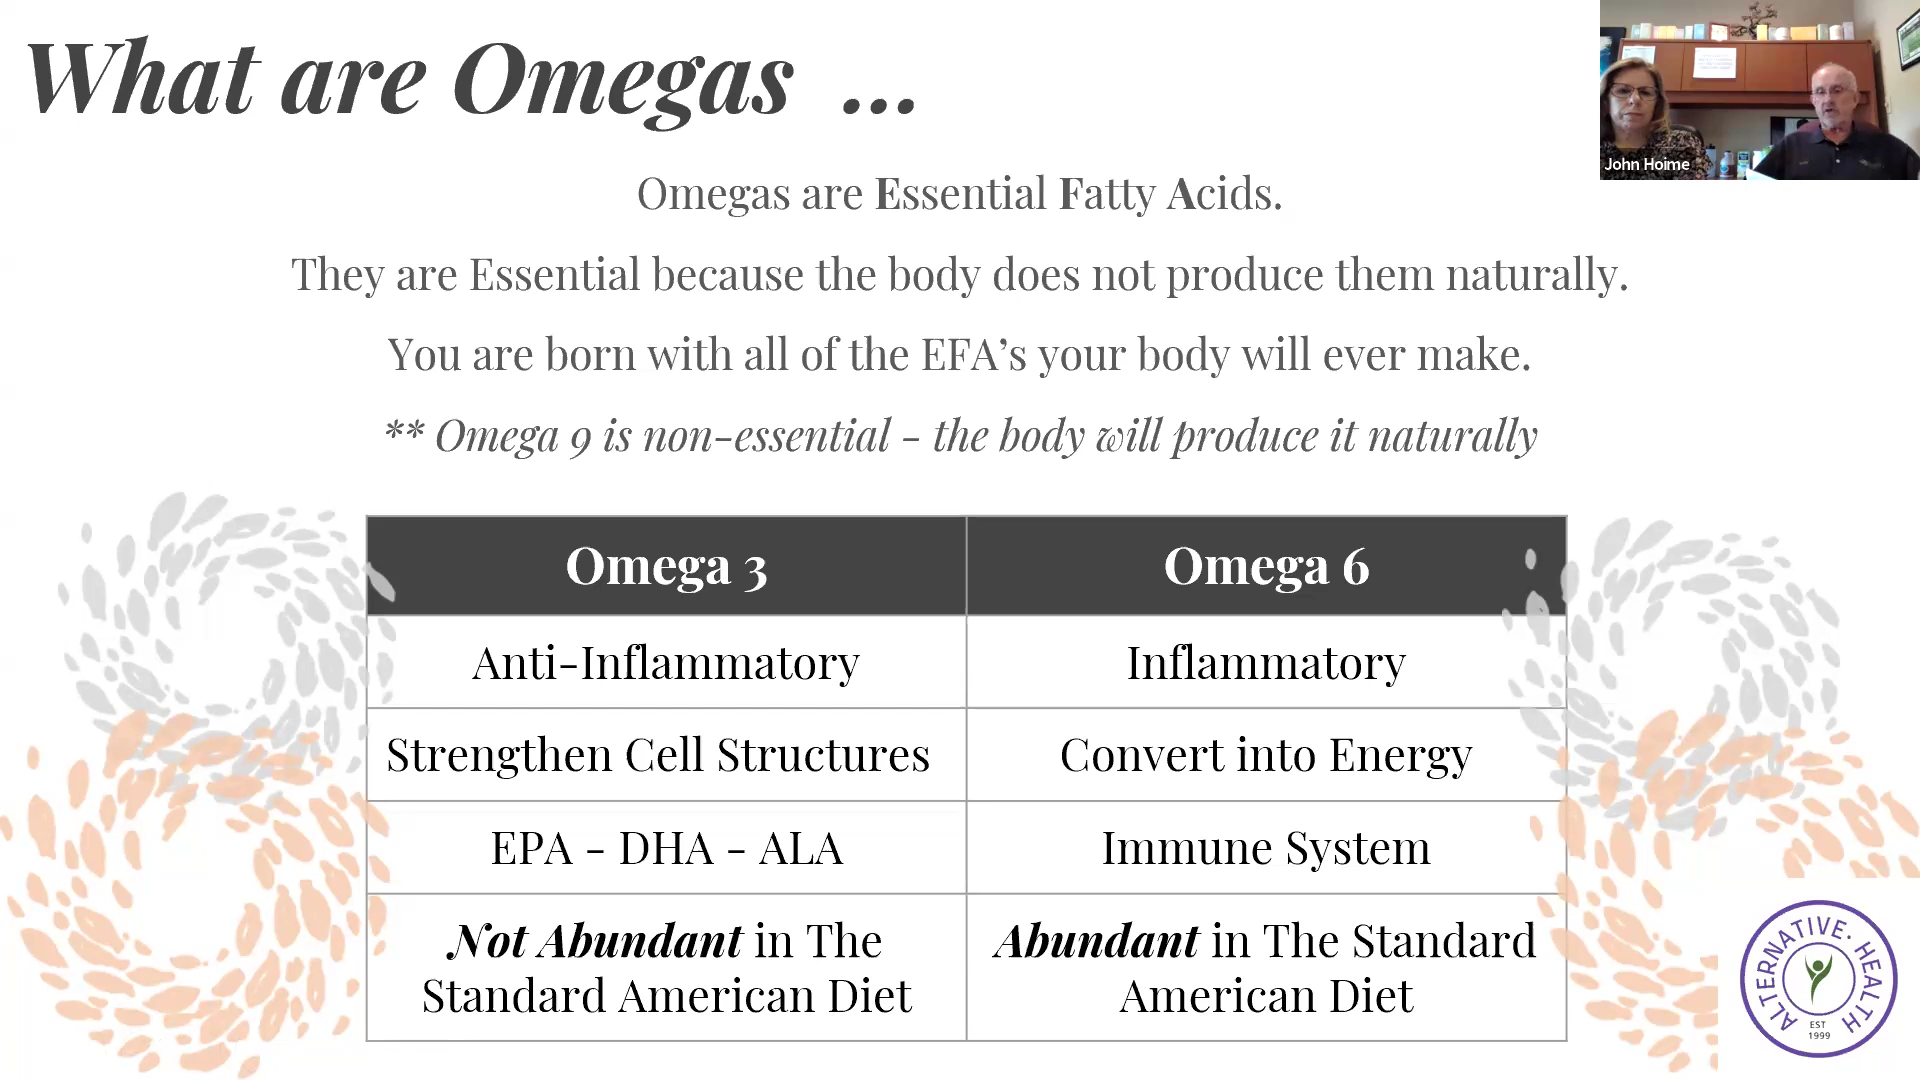 What are Omegas ...
John Hoime
Omegas are Essential Fatty Acids.
They are Essential because the body does not produce them naturally.
You are born with all of the EFA’s your body will ever make.
** Omega 9 is non-essential - the body will produce it naturally
Omega 3
Omega 6
Anti-Inflammatory
Inflammatory
Strengthen Cell Structures
Convert into Energy
EPA - DHA - ALA
Immune System
Not Abundant in The
Standard American Diet
Abundant in The Standard
American Diet
ALTERNATIVE. HEALTH
EST
1999